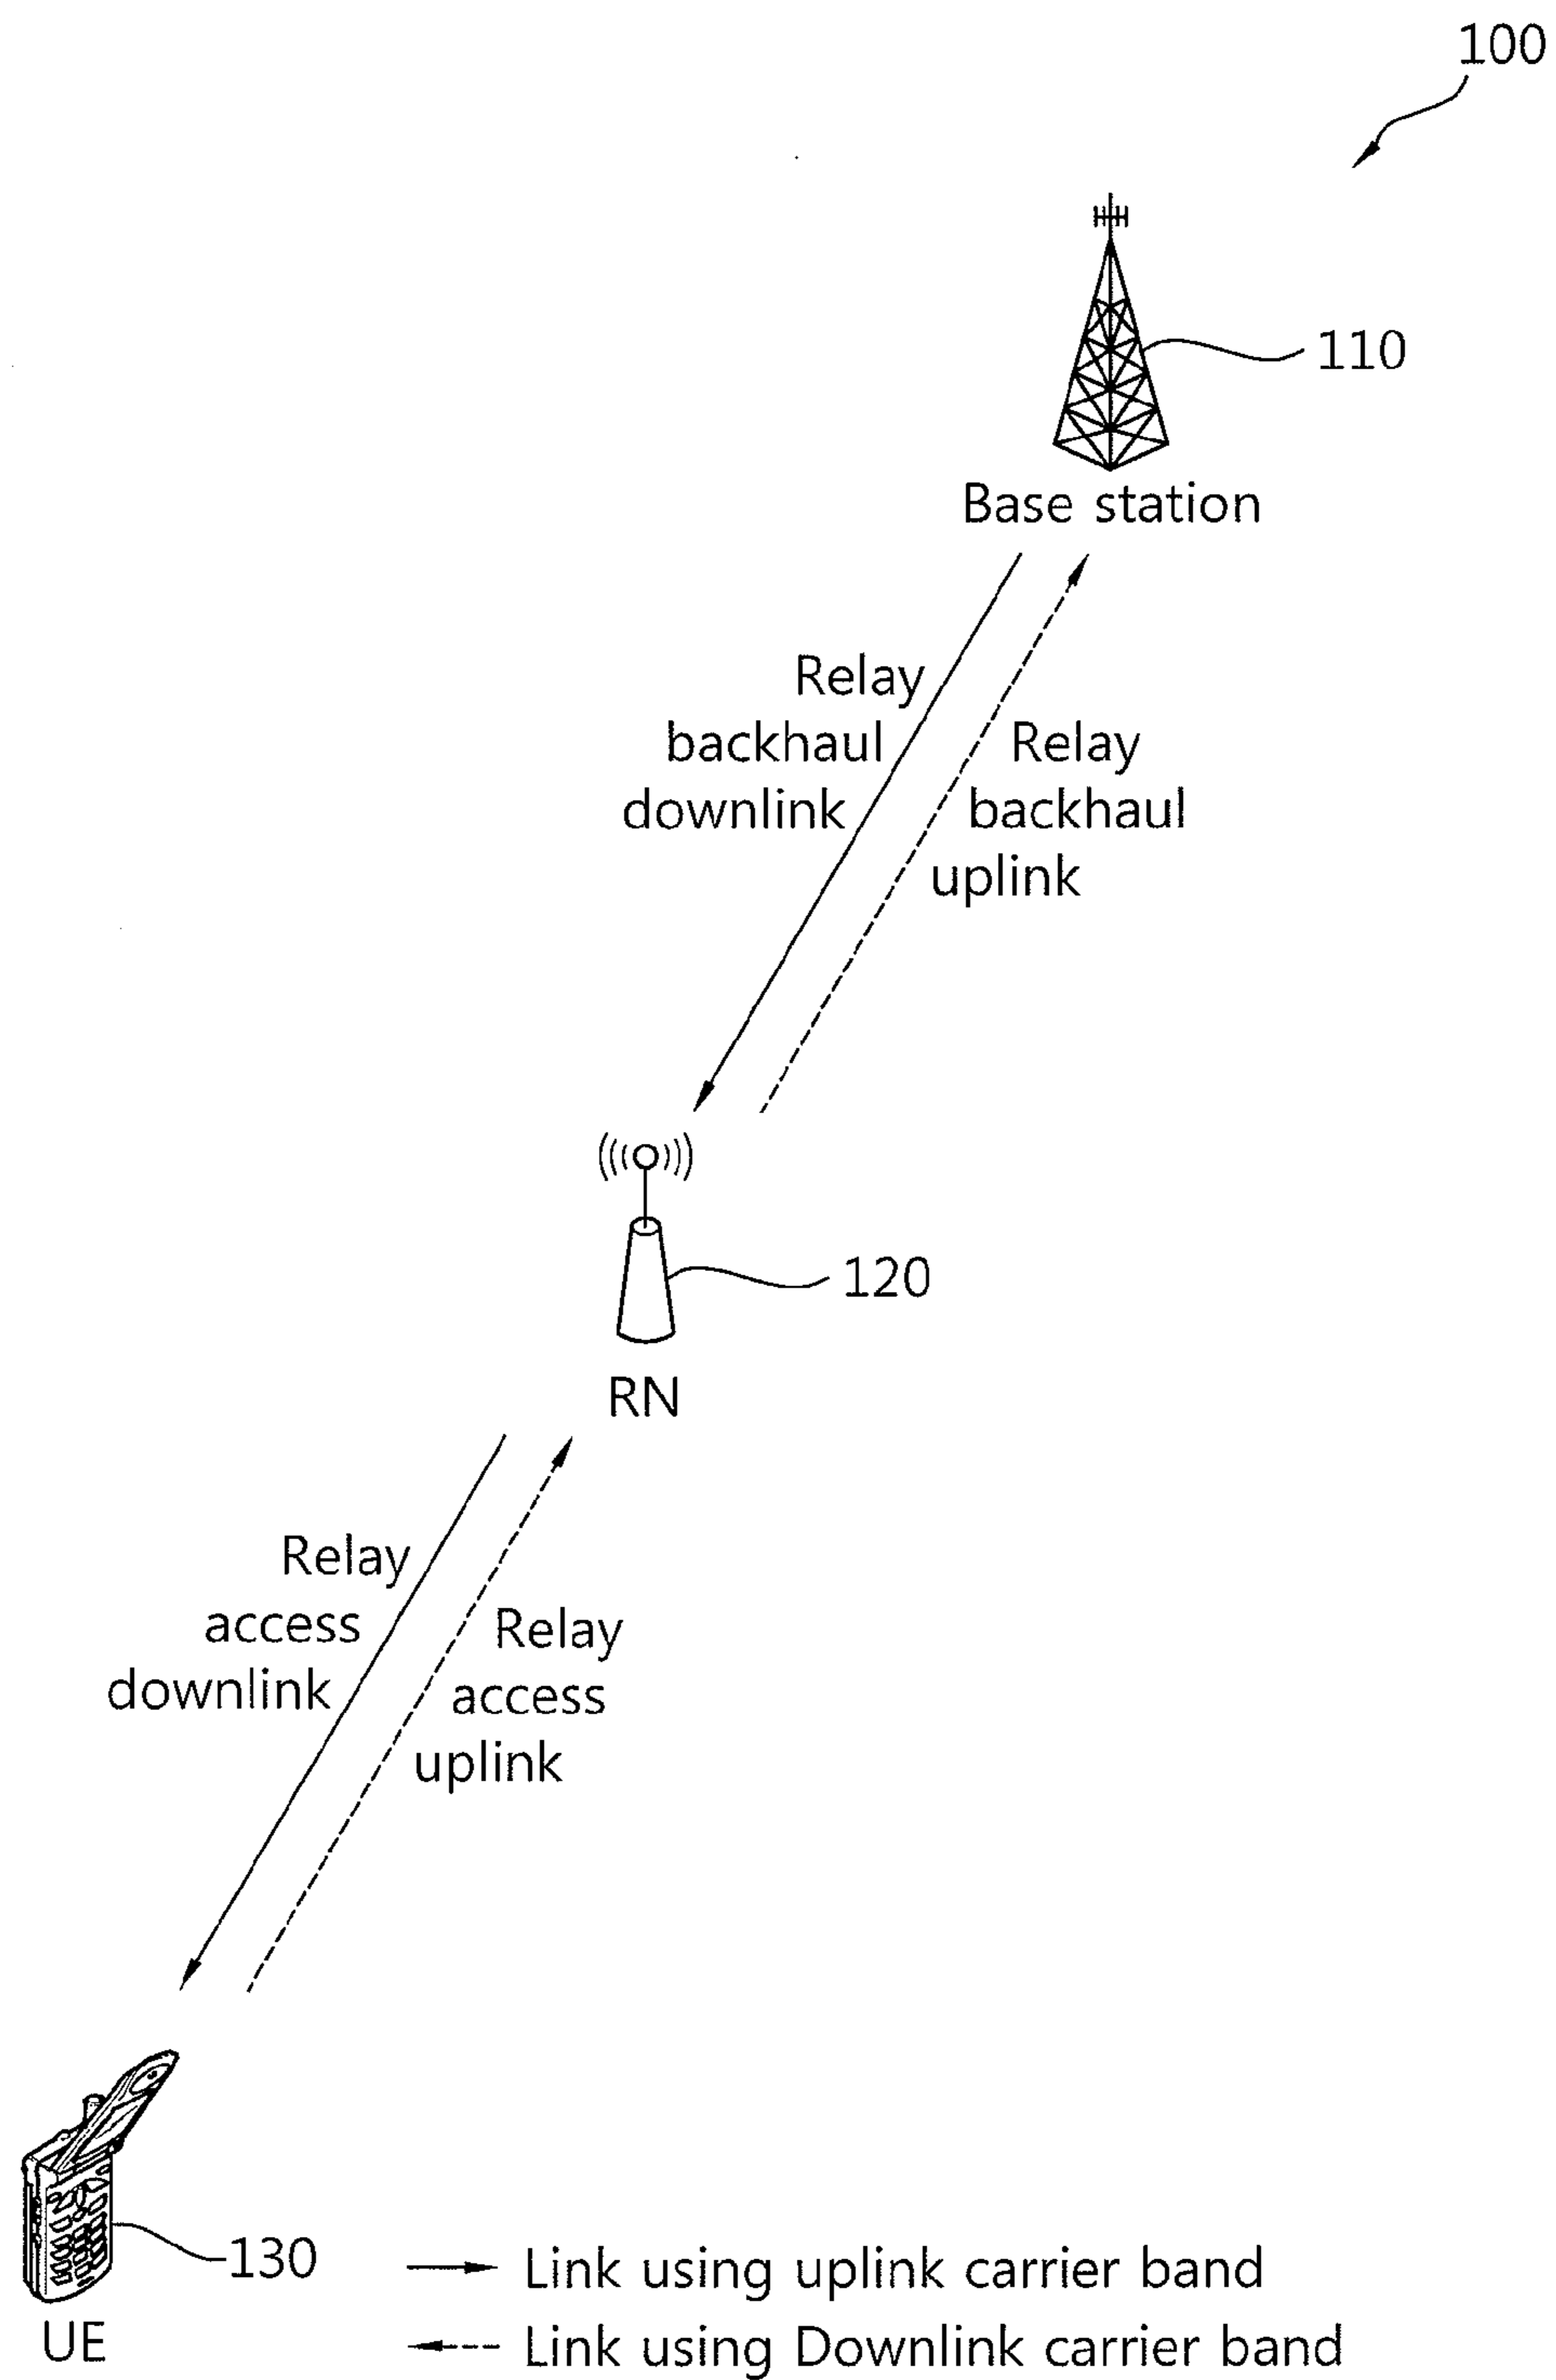 100
110
Base station
Relay
backhaul
downlink
Relay
backhaul
uplink
120
RN
Relay
access
downlink
Relay
access
uplink
130
UE
Link using uplink carrier band
Link using Downlink carrier band